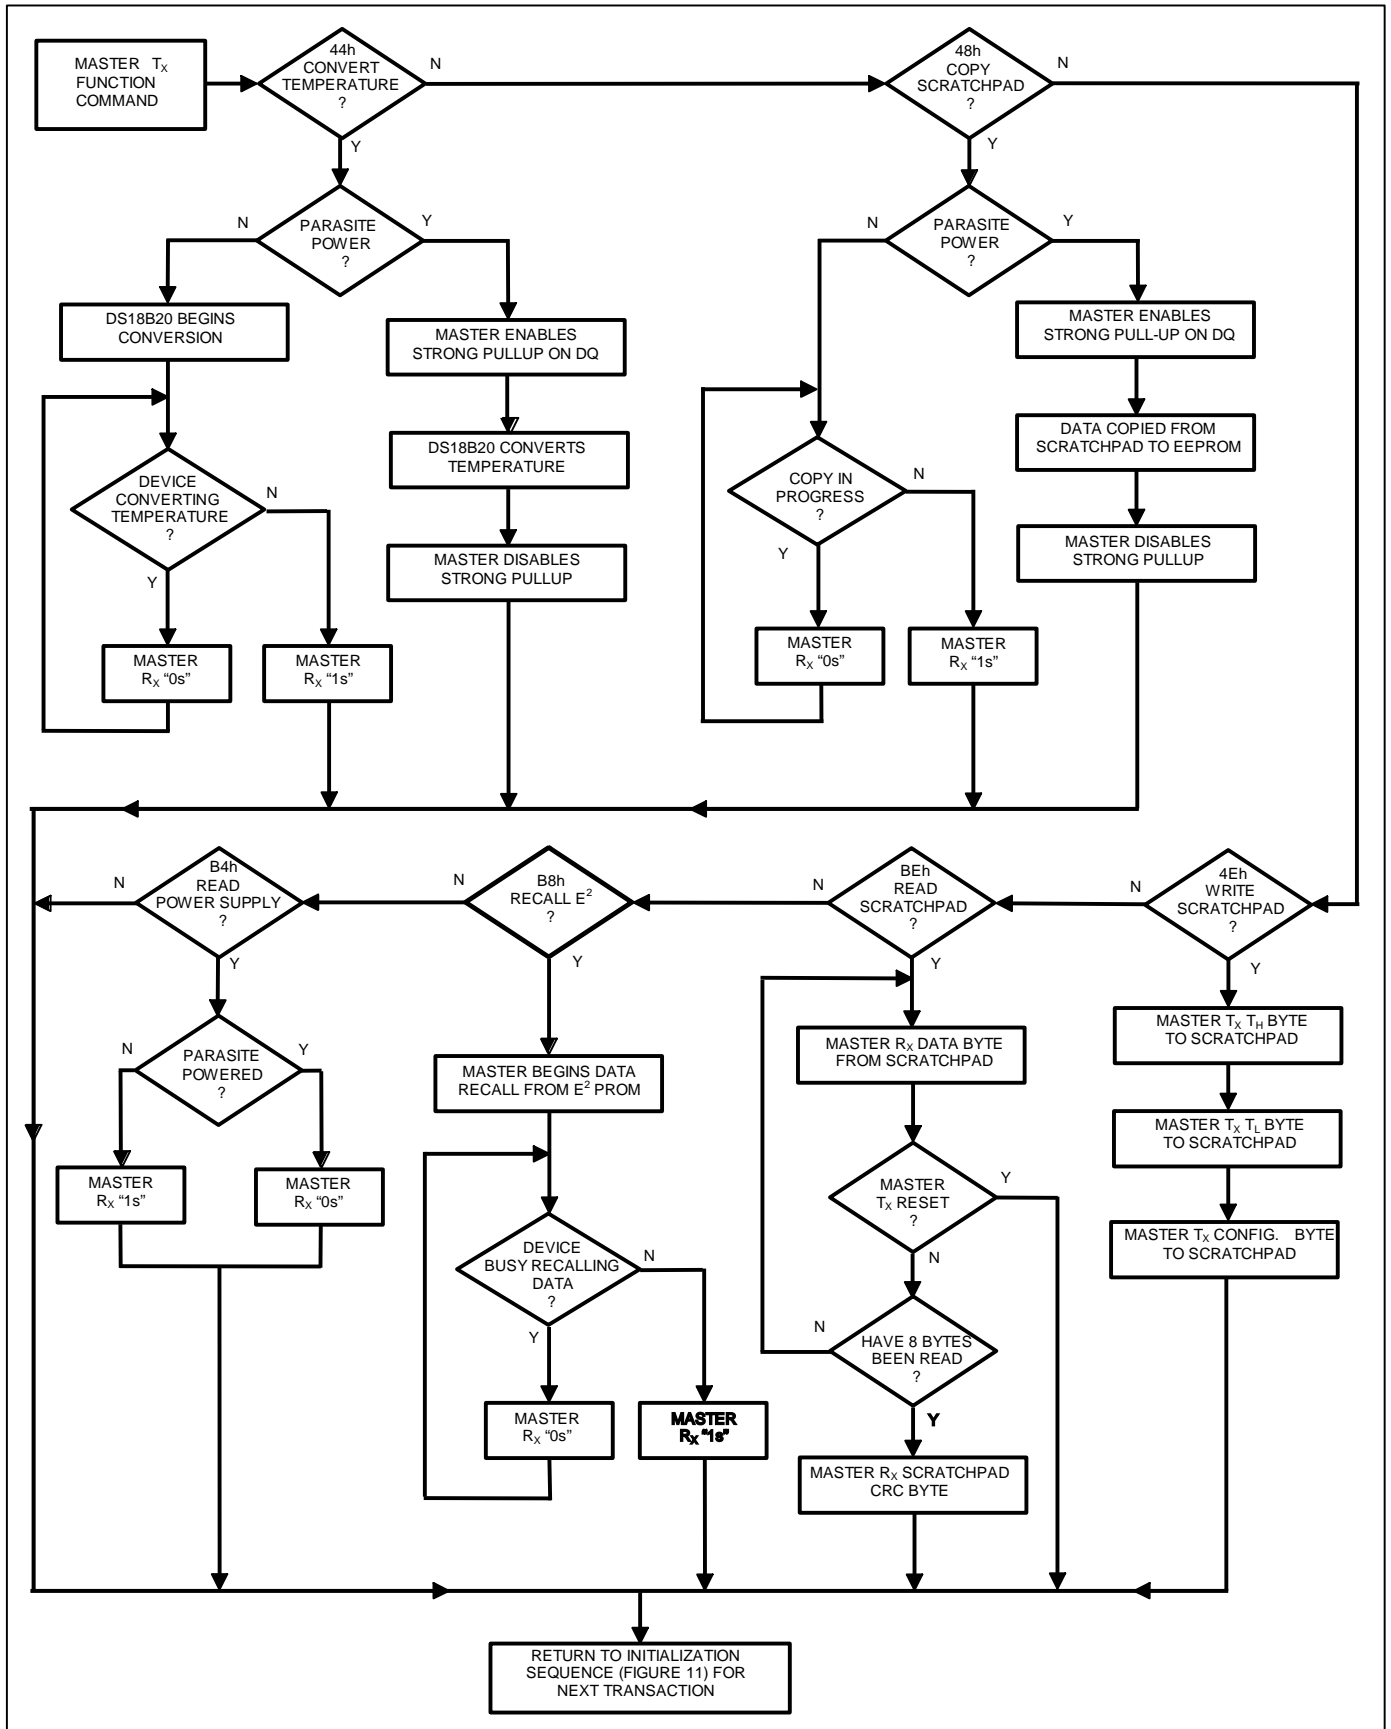 MASTER TX
FUNCTION
COMMAND
44h
CONVERT
TEMPERATURE
?
N
Y
48h
COPY
SCRATCHPAD
?
N
Y
PARASITE
POWER
?
N
Y
PARASITE
POWER
?
N
Y
DS18B20 BEGINS
CONVERSION
MASTER ENABLES
STRONG PULLUP ON DQ
MASTER ENABLES
STRONG PULL-UP ON DQ
DS18B20 CONVERTS
TEMPERATURE
DATA COPIED FROM
SCRATCHPAD TO EEPROM
DEVICE
CONVERTING
TEMPERATURE
?
N
Y
COPY IN
PROGRESS
?
N
Y
MASTER DISABLES
STRONG PULLUP
MASTER DISABLES
STRONG PULLUP
MASTER
RX “0s”
MASTER
RX “1s”
MASTER
RX “0s”
MASTER
RX “1s”
B4h
READ
POWER SUPPLY
?
N
Y
B8h
RECALL E²
?
N
Y
BEh
READ
SCRATCHPAD
?
N
Y
4Eh
WRITE
SCRATCHPAD
?
N
Y
PARASITE
POWERED
?
N
Y
MASTER BEGINS DATA
RECALL FROM E² PROM
MASTER RX DATA BYTE
FROM SCRATCHPAD
MASTER TX TH BYTE
TO SCRATCHPAD
MASTER TX TL BYTE
TO SCRATCHPAD
MASTER TX CONFIG. BYTE
TO SCRATCHPAD
MASTER
RX “1s”
MASTER
RX “0s”
MASTER
TX RESET
?
Y
N
DEVICE
BUSY RECALLING
DATA
?
N
Y
HAVE 8 BYTES
BEEN READ
?
N
Y
MASTER
RX “0s”
MASTER
RX “1s”
MASTER RX SCRATCHPAD
CRC BYTE
RETURN TO INITIALIZATION
SEQUENCE (FIGURE 11) FOR
NEXT TRANSACTION